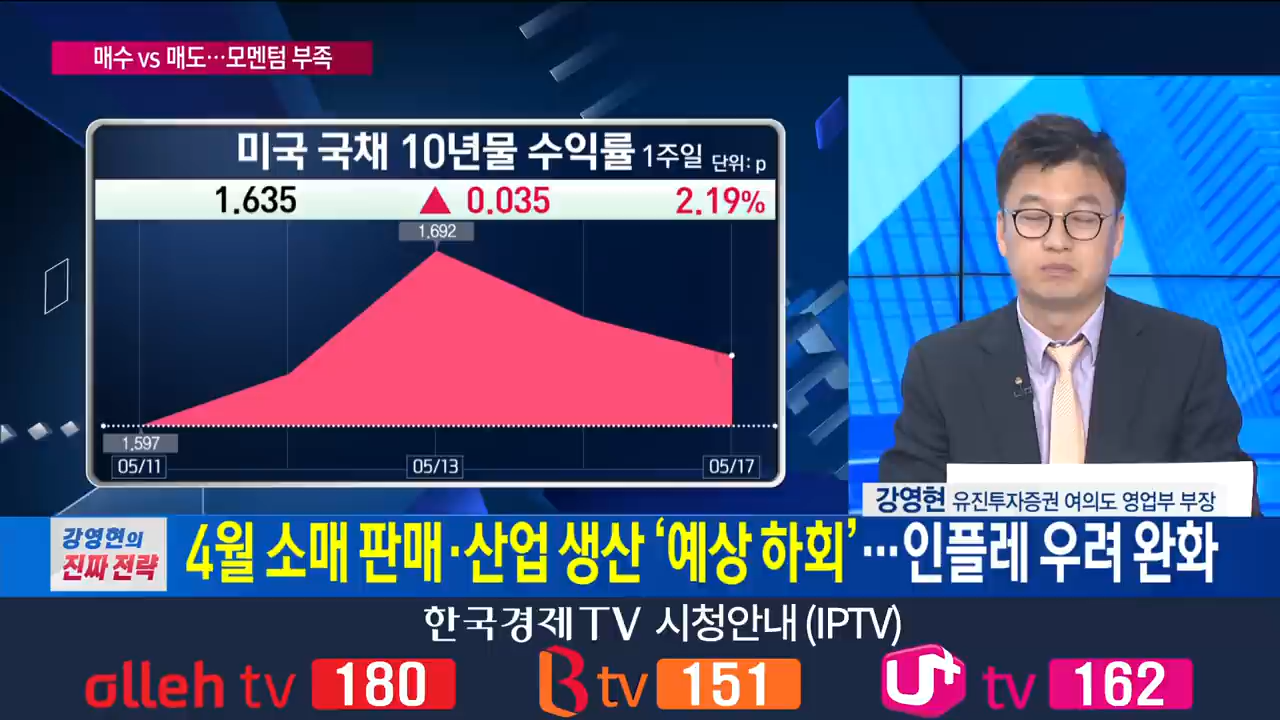 매수 vs 매도…모멘텀 부족
미국 국채 10년물 수익률 1주일 단위: p
1.635 ▲ 0.035 2.19%
1,692
1,597
05/11 05/13 05/17
강영현 유진투자증권 여의도 영업부 부장
강영현의
진짜 전략
4월 소매 판매·산업 생산 ‘예상 하회’…인플레 우려 완화
한국경제TV 시청안내 (IPTV)
olleh tv 180 B tv 151 U+ tv 162